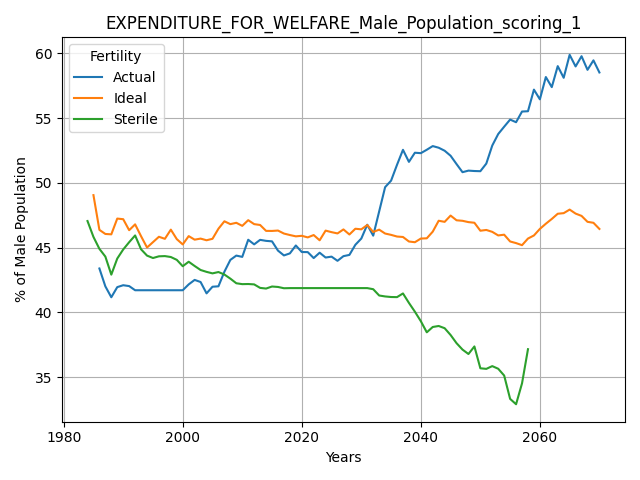 EXPENDITURE_FOR_WELFARE_Male_Population_scoring_1
Fertility
Actual
Ideal
Sterile
% of Male Population
60
55
50
45
40
35
1980
2000
2020
2040
2060
Years